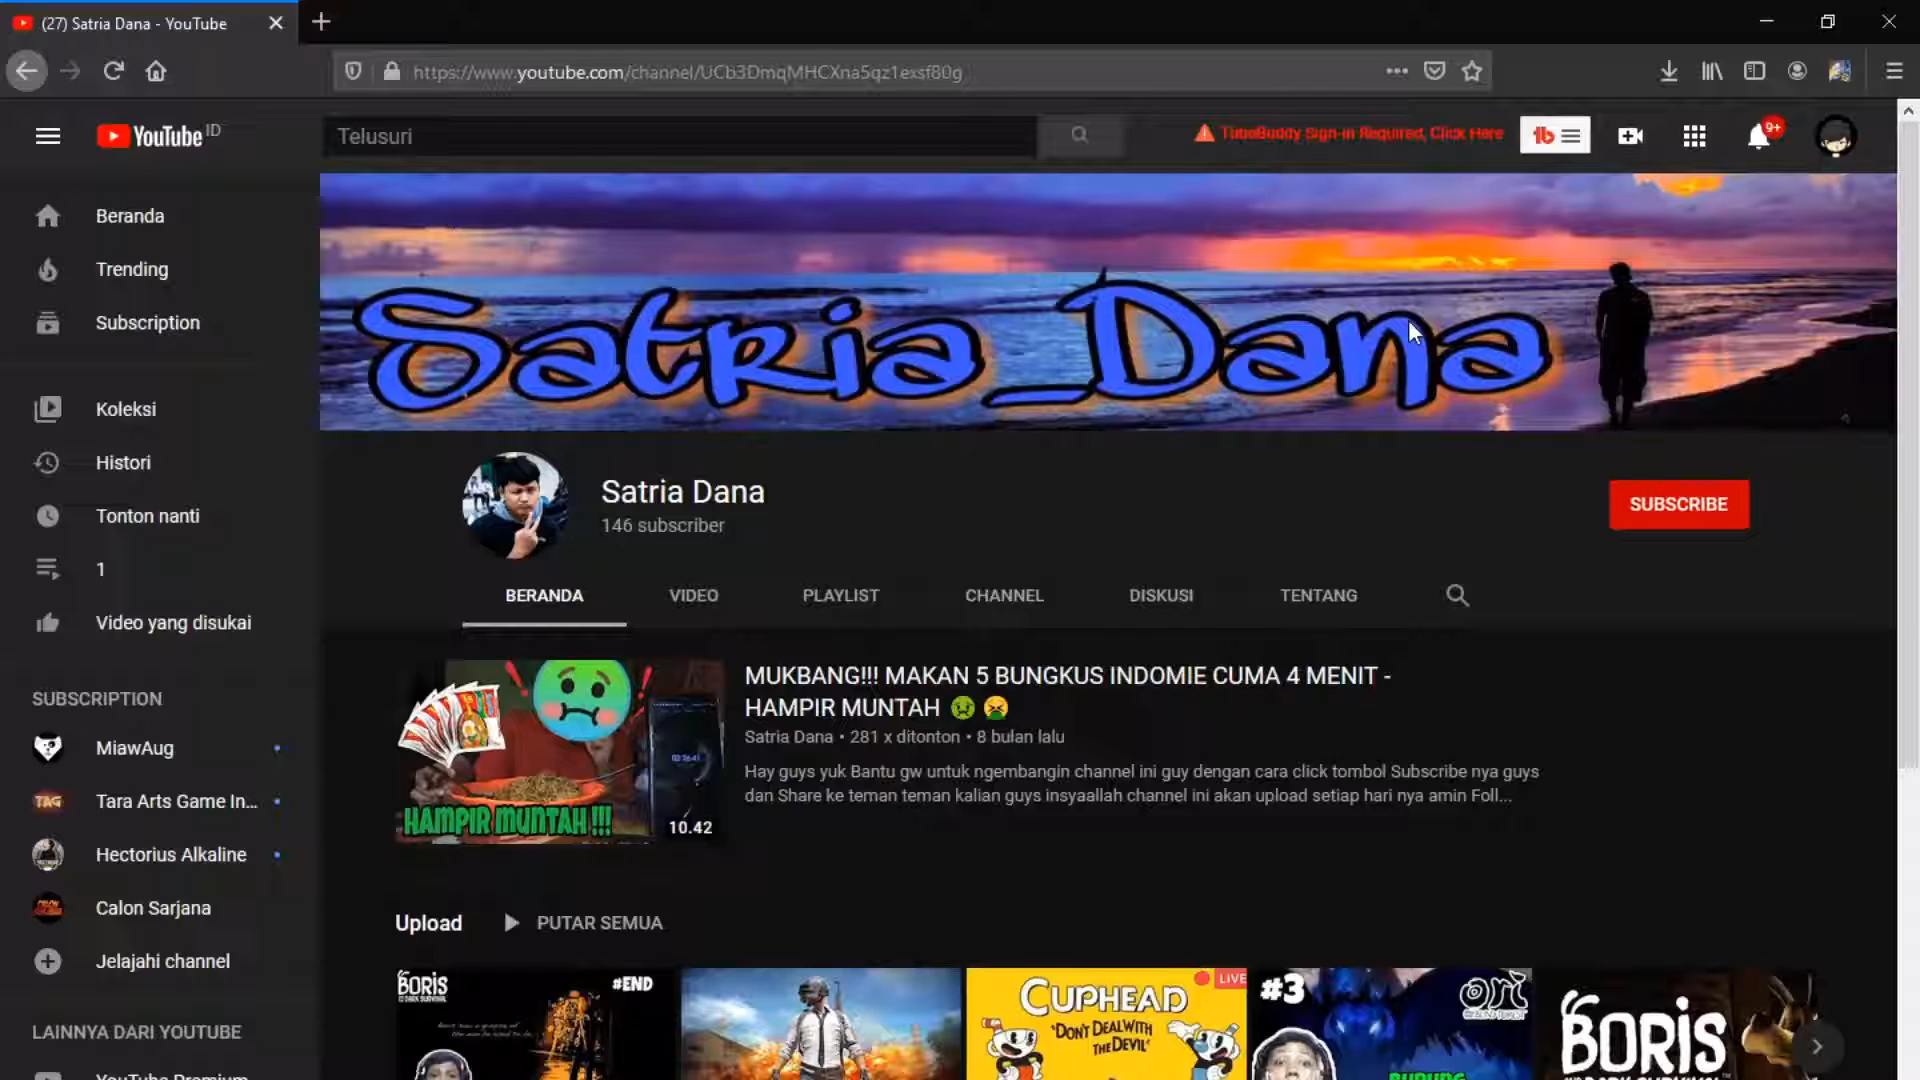 (27) Satria Dana - YouTube
https://www.youtube.com/channel/UCb3DmqMHCXna5qz1exsf80g
YouTube ID
Telusuri
TubeBuddy Sign-in Required, Click Here
tb
9+
Beranda
Trending
Subscription
Koleksi
Histori
Tonton nanti
1
Video yang disukai
SUBSCRIPTION
MiawAug
TAG
Tara Arts Game In...
Hectorius Alkaline
Calon Sarjana
Jelajahi channel
LAINNYA DARI YOUTUBE
YouTube Premium
Satria_Dana
Satria Dana
146 subscriber
SUBSCRIBE
BERANDA
VIDEO
PLAYLIST
CHANNEL
DISKUSI
TENTANG
HAMPIR MUNTAH !!!
10.42
MUKBANG!!! MAKAN 5 BUNGKUS INDOMIE CUMA 4 MENIT -
HAMPIR MUNTAH 🤢 🤮
Satria Dana • 281 x ditonton • 8 bulan lalu
Hay guys yuk Bantu gw untuk ngembangin channel ini guy dengan cara click tombol Subscribe nya guys
dan Share ke teman teman kalian guys insyaallah channel ini akan upload setiap hari nya amin Foll...
Upload
PUTAR SEMUA
BORIS
#END
CUPHEAD
LIVE
"DON'T DEAL WITH
THE DEVIL"
#3
ori
BORIS